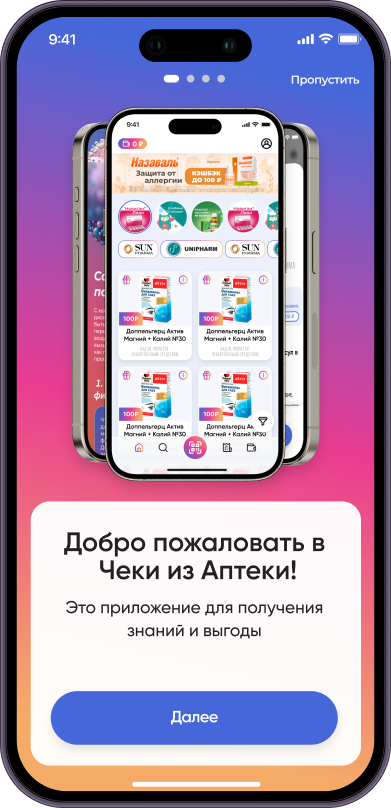 9:41
Пропустить
9:41
0 ₽
Назаваль
Защита от
аллергии
КЭШБЭК
ДО 100 ₽
SUN
PHARMA
UNIPHARM
SUN
PHARMA
100₽
Доппельгерц Актив
Магний + Калий №30
100₽
Доппельгерц Актив
Магний + Калий №30
100₽
Доппельгерц Актив
Магний + Калий №30
100₽
Доппельгерц Актив
Магний + Калий №30
1.
Добро пожаловать в
Чеки из Аптеки!
Это приложение для получения
знаний и выгоды
Далее